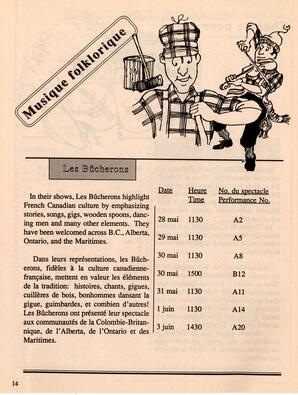 Musique folklorique
Les Bûcherons
In their shows, Les Bûcherons highlight
French Canadian culture by emphasizing
stories, songs, gigs, wooden spoons, danc-
ing men and many other elements. They
have been welcomed across B.C., Alberta,
Ontario, and the Maritimes.
Dans leurs représentations, les Bûch-
erons, fidèles à la culture canadienne-
française, mettent en valeur les éléments
de la tradition: histoires, chants, gigues,
cuillères de bois, bonhommes dansant la
gigue, guimbardes, et combien d'autres!
Les Bûcherons ont présenté leur spectacle
aux communautés de la Colombie-Britan-
nique, de l'Alberta, de l'Ontario et des
Maritimes.
Date Heure No. du spectacle
Time Performance No.
28 mai 1130 A2
29 mai 1130 A5
30 mai 1130 A8
30 mai 1500 B12
31 mai 1130 A11
1 juin 1130 A14
3 juin 1430 A20
14